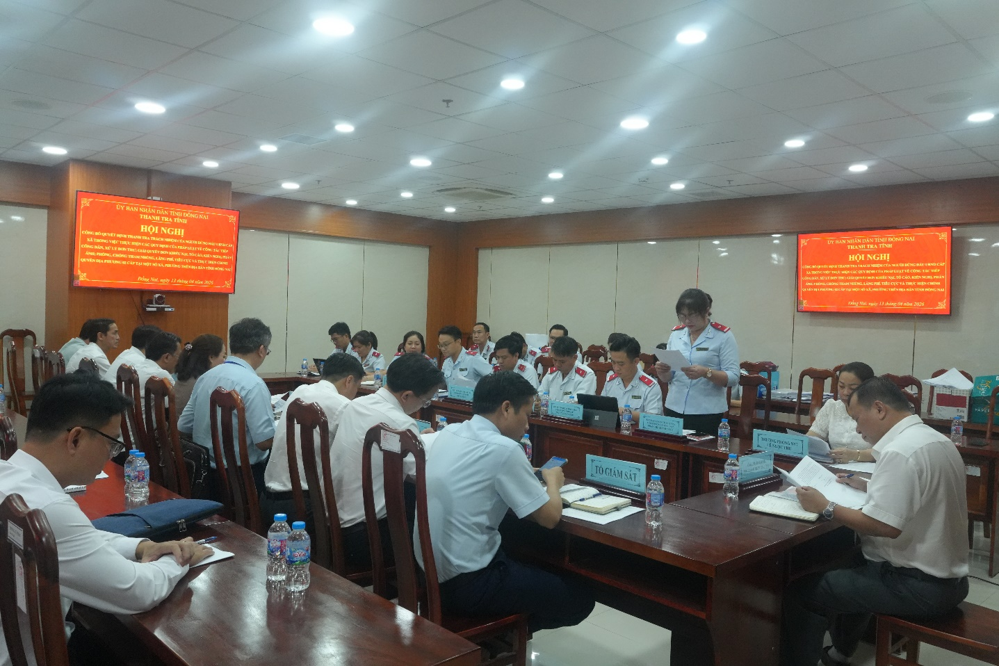 ỦY BAN NHÂN DÂN TỈNH ĐỒNG NAI
THANH TRA TỈNH
HỘI NGHỊ
CÔNG BỐ QUYẾT ĐỊNH THANH TRA TRÁCH NHIỆM CỦA NGƯỜI ĐỨNG ĐẦU UBND CẤP
XÃ TRONG VIỆC THỰC HIỆN CÁC QUY ĐỊNH CỦA PHÁP LUẬT VỀ CÔNG TÁC TIẾP
CÔNG DÂN, XỬ LÝ ĐƠN THƯ; GIẢI QUYẾT ĐƠN KHIẾU NẠI, TỐ CÁO, KIẾN NGHỊ, PHẢN
ÁNH; PHÒNG, CHỐNG THAM NHŨNG, LÃNG PHÍ, TIÊU CỰC VÀ THỰC HIỆN CHÍNH
QUYỀN ĐỊA PHƯƠNG 02 CẤP TẠI MỘT SỐ XÃ, PHƯỜNG TRÊN ĐỊA BÀN TỈNH ĐỒNG NAI
Đồng Nai, ngày 13 tháng 04 năm 2026
ỦY BAN NHÂN DÂN TỈNH ĐỒNG NAI
THANH TRA TỈNH
HỘI NGHỊ
CÔNG BỐ QUYẾT ĐỊNH THANH TRA TRÁCH NHIỆM CỦA NGƯỜI ĐỨNG ĐẦU UBND CẤP
XÃ TRONG VIỆC THỰC HIỆN CÁC QUY ĐỊNH CỦA PHÁP LUẬT VỀ CÔNG TÁC TIẾP
CÔNG DÂN, XỬ LÝ ĐƠN THƯ; GIẢI QUYẾT ĐƠN KHIẾU NẠI, TỐ CÁO, KIẾN NGHỊ, PHẢN
ÁNH; PHÒNG, CHỐNG THAM NHŨNG, LÃNG PHÍ, TIÊU CỰC VÀ THỰC HIỆN CHÍNH
QUYỀN ĐỊA PHƯƠNG 02 CẤP TẠI MỘT SỐ XÃ, PHƯỜNG TRÊN ĐỊA BÀN TỈNH ĐỒNG NAI
Đồng Nai, ngày 13 tháng 04 năm 2026
TRƯỞNG PHÒNG NV7
LÊ NGỌC THU
TỔ GIÁM SÁT